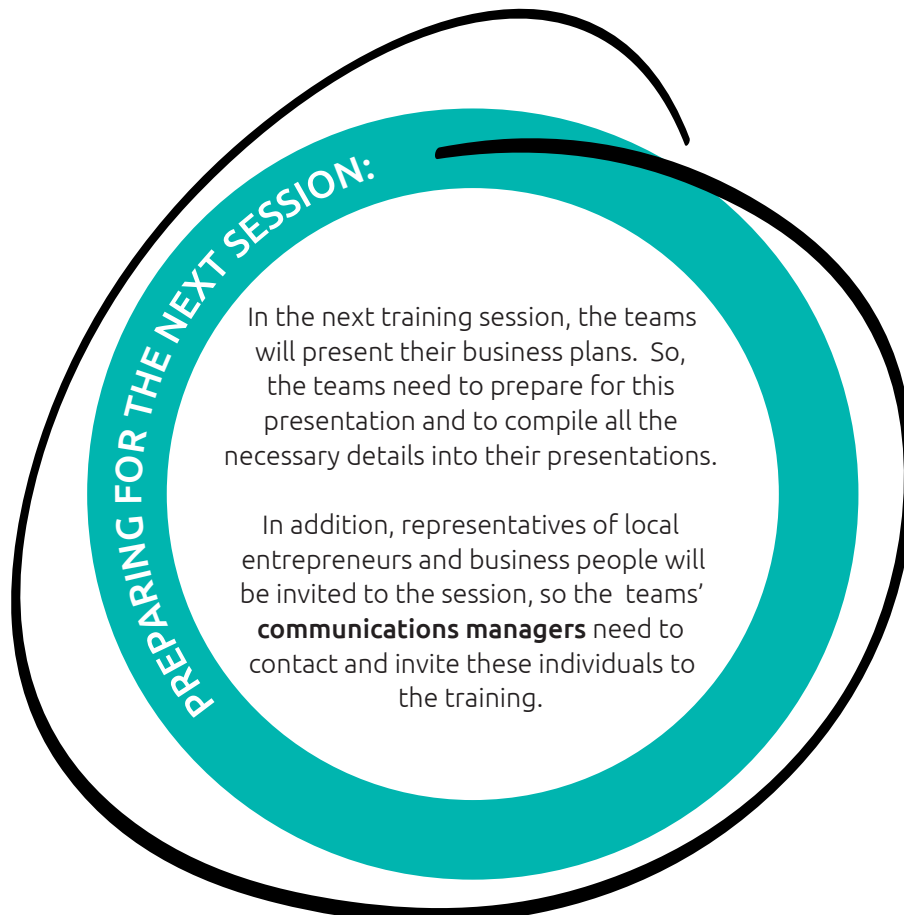 PREPARING FOR THE NEXT SESSION:
In the next training session, the teams
will present their business plans.  So,
the teams need to prepare for this
presentation and to compile all the
necessary details into their presentations.
In addition, representatives of local
entrepreneurs and business people will
be invited to the session, so the  teams’
communications managers need to
contact and invite these individuals to
the training.